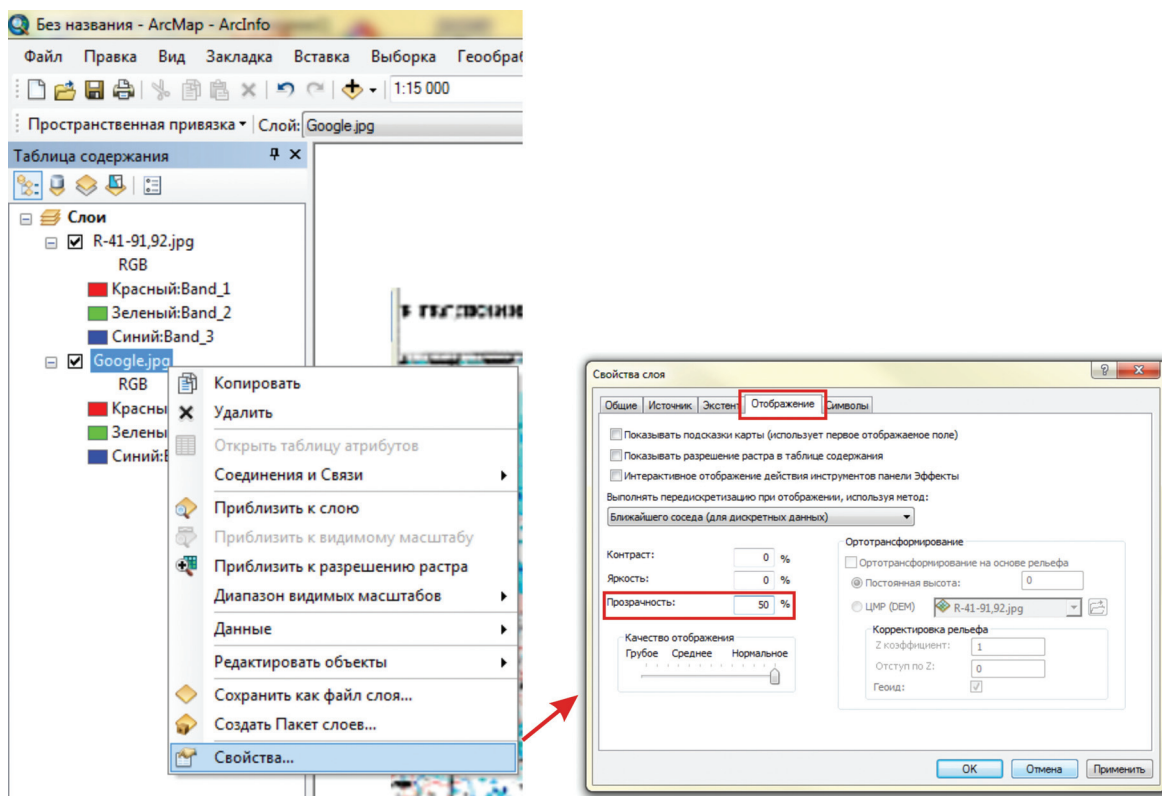 Без названия - ArcMap - ArcInfo
Файл Правка Вид Закладка Вставка Выборка
1:15 000
Пространственная привязка Слой: Google.jpg
Таблица содержания
Слои
R-41-91,92.jpg
RGB
Красный:Band_1
Зеленый:Band_2
Синий:Band_3
Google.jpg
RGB
Копировать
Удалить
Открыть таблицу атрибутов
Соединения и Связи
Приблизить к слою
Приблизить к видимому масштабу
Приблизить к разрешению растра
Диапазон видимых масштабов
Данные
Редактировать объекты
Сохранить как файл слоя...
Создать Пакет слоев...
Свойства...
Свойства слоя
Общие Источник Экстент Отображение Символы
Показывать подсказки карты (использует первое отображаемое поле)
Показывать разрешение растра в таблице содержания
Интерактивное отображение действия инструментов панели Эффекты
Выполнять передискретизацию при отображении, используя метод:
Ближайшего соседа (для дискретных данных)
Контраст: 0 %
Яркость: 0 %
Прозрачность: 50 %
Качество отображения
Грубое Среднее Нормальное
Ортотрансформирование
Ортотрансформирование на основе рельефа
Постоянная высота: 0
ЦМР (DEM) R-41-91,92.jpg
Корректировка рельефа
Z коэффициент: 1
Отступ по Z: 0
Геоид:
OK Отмена Применить